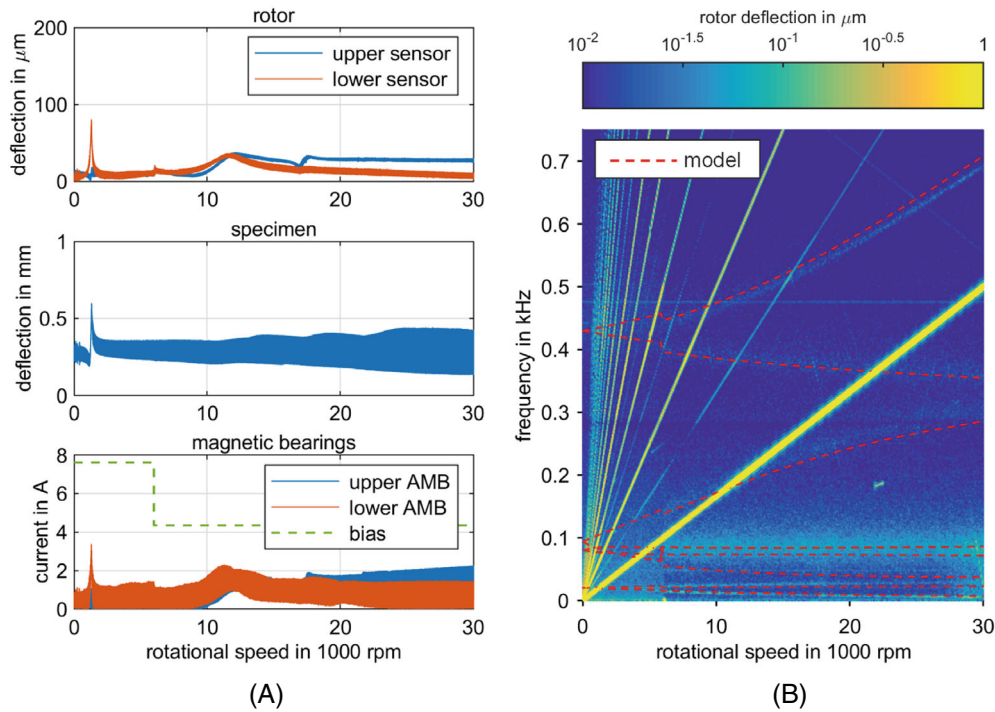 rotor
200
100
0
deflection in μm
upper sensor
lower sensor
0 10 20 30
specimen
1
0.5
0
deflection in mm
0 10 20 30
magnetic bearings
8
6
4
2
0
current in A
upper AMB
lower AMB
bias
0 10 20 30
rotational speed in 1000 rpm
(A)
rotor deflection in μm
10⁻² 10⁻¹·⁵ 10⁻¹ 10⁻⁰·⁵ 1
model
0.7
0.6
0.5
0.4
0.3
0.2
0.1
0
frequency in kHz
0 10 20 30
rotational speed in 1000 rpm
(B)